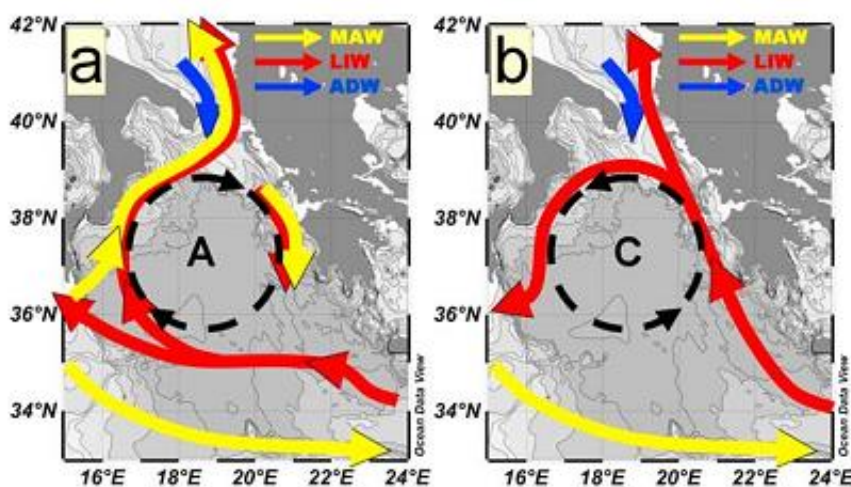 42°N
40°N
38°N
36°N
34°N
16°E 18°E 20°E 22°E 24°E
a
MAW
LIW
ADW
A
Ocean Data View
42°N
40°N
38°N
36°N
34°N
16°E 18°E 20°E 22°E 24°E
b
MAW
LIW
ADW
C
Ocean Data View